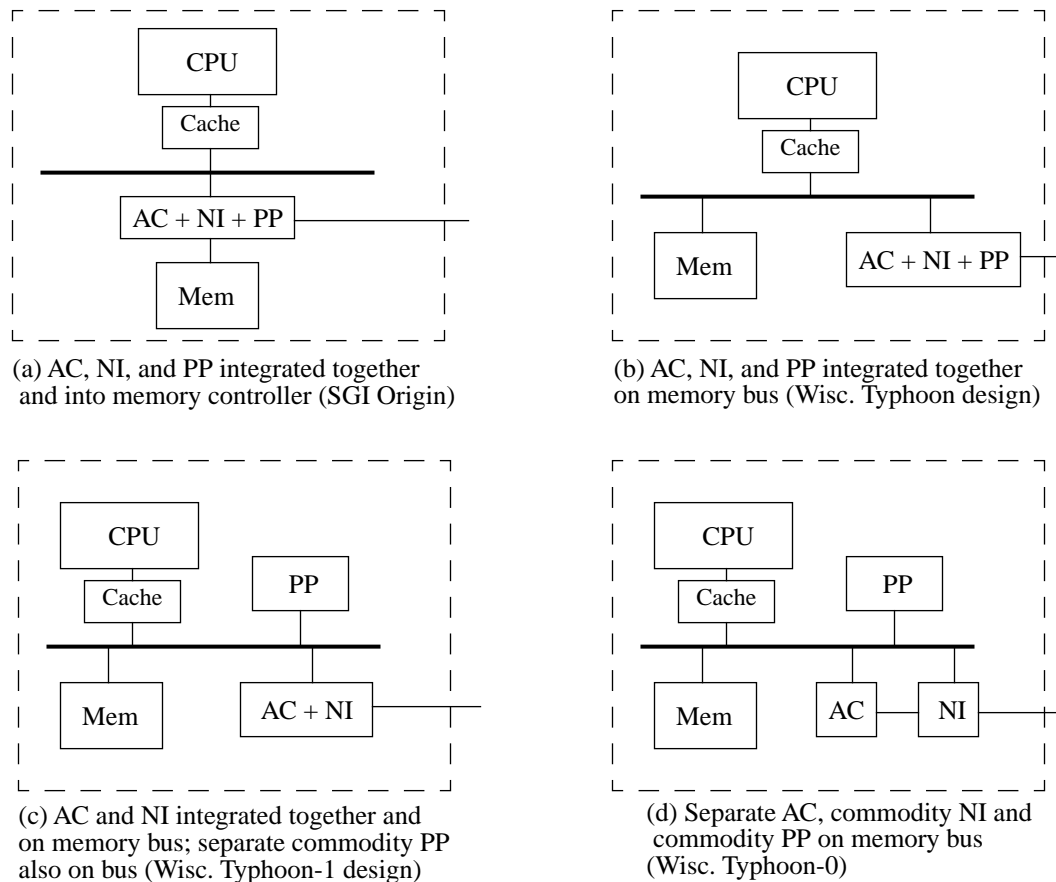 CPU
Cache
AC + NI + PP
Mem
(a) AC, NI, and PP integrated together
and into memory controller (SGI Origin)
CPU
Cache
Mem
AC + NI + PP
(b) AC, NI, and PP integrated together
on memory bus (Wisc. Typhoon design)
CPU
Cache
PP
Mem
AC + NI
(c) AC and NI integrated together and
on memory bus; separate commodity PP
also on bus (Wisc. Typhoon-1 design)
CPU
Cache
PP
Mem
AC
NI
(d) Separate AC, commodity NI and
commodity PP on memory bus
(Wisc. Typhoon-0)